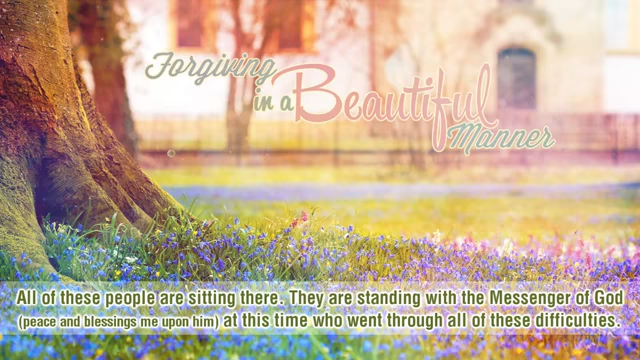 Forgiving
in a Beautiful
Manner
All of these people are sitting there. They are standing with the Messenger of God
(peace and blessings me upon him) at this time who went through all of these difficulties.